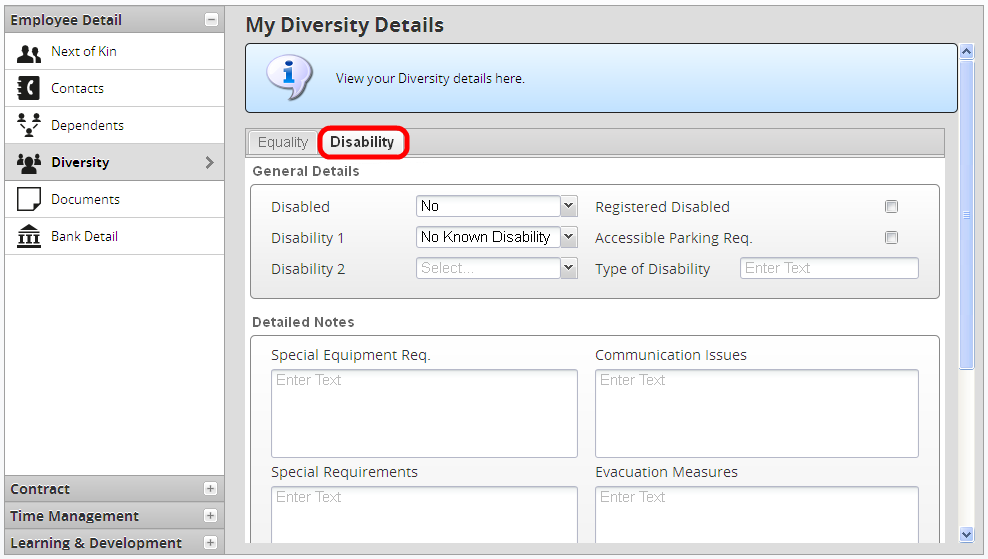 Employee Detail
Next of Kin
Contacts
Dependents
Diversity
Documents
Bank Detail
Contract
Time Management
Learning & Development
My Diversity Details
View your Diversity details here.
Equality Disability
General Details
Disabled No Registered Disabled
Disability 1 No Known Disability Accessible Parking Req.
Disability 2 Select... Type of Disability Enter Text
Detailed Notes
Special Equipment Req. Communication Issues
Enter Text Enter Text
Special Requirements Evacuation Measures
Enter Text Enter Text